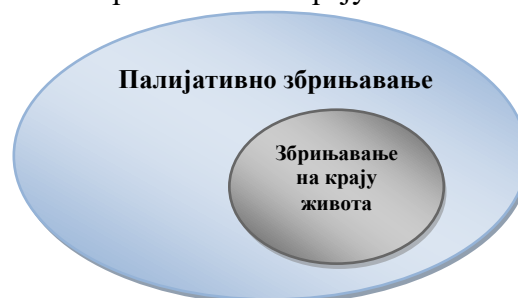 Палијативно збрињавање
Збрињавање
на крају
живота